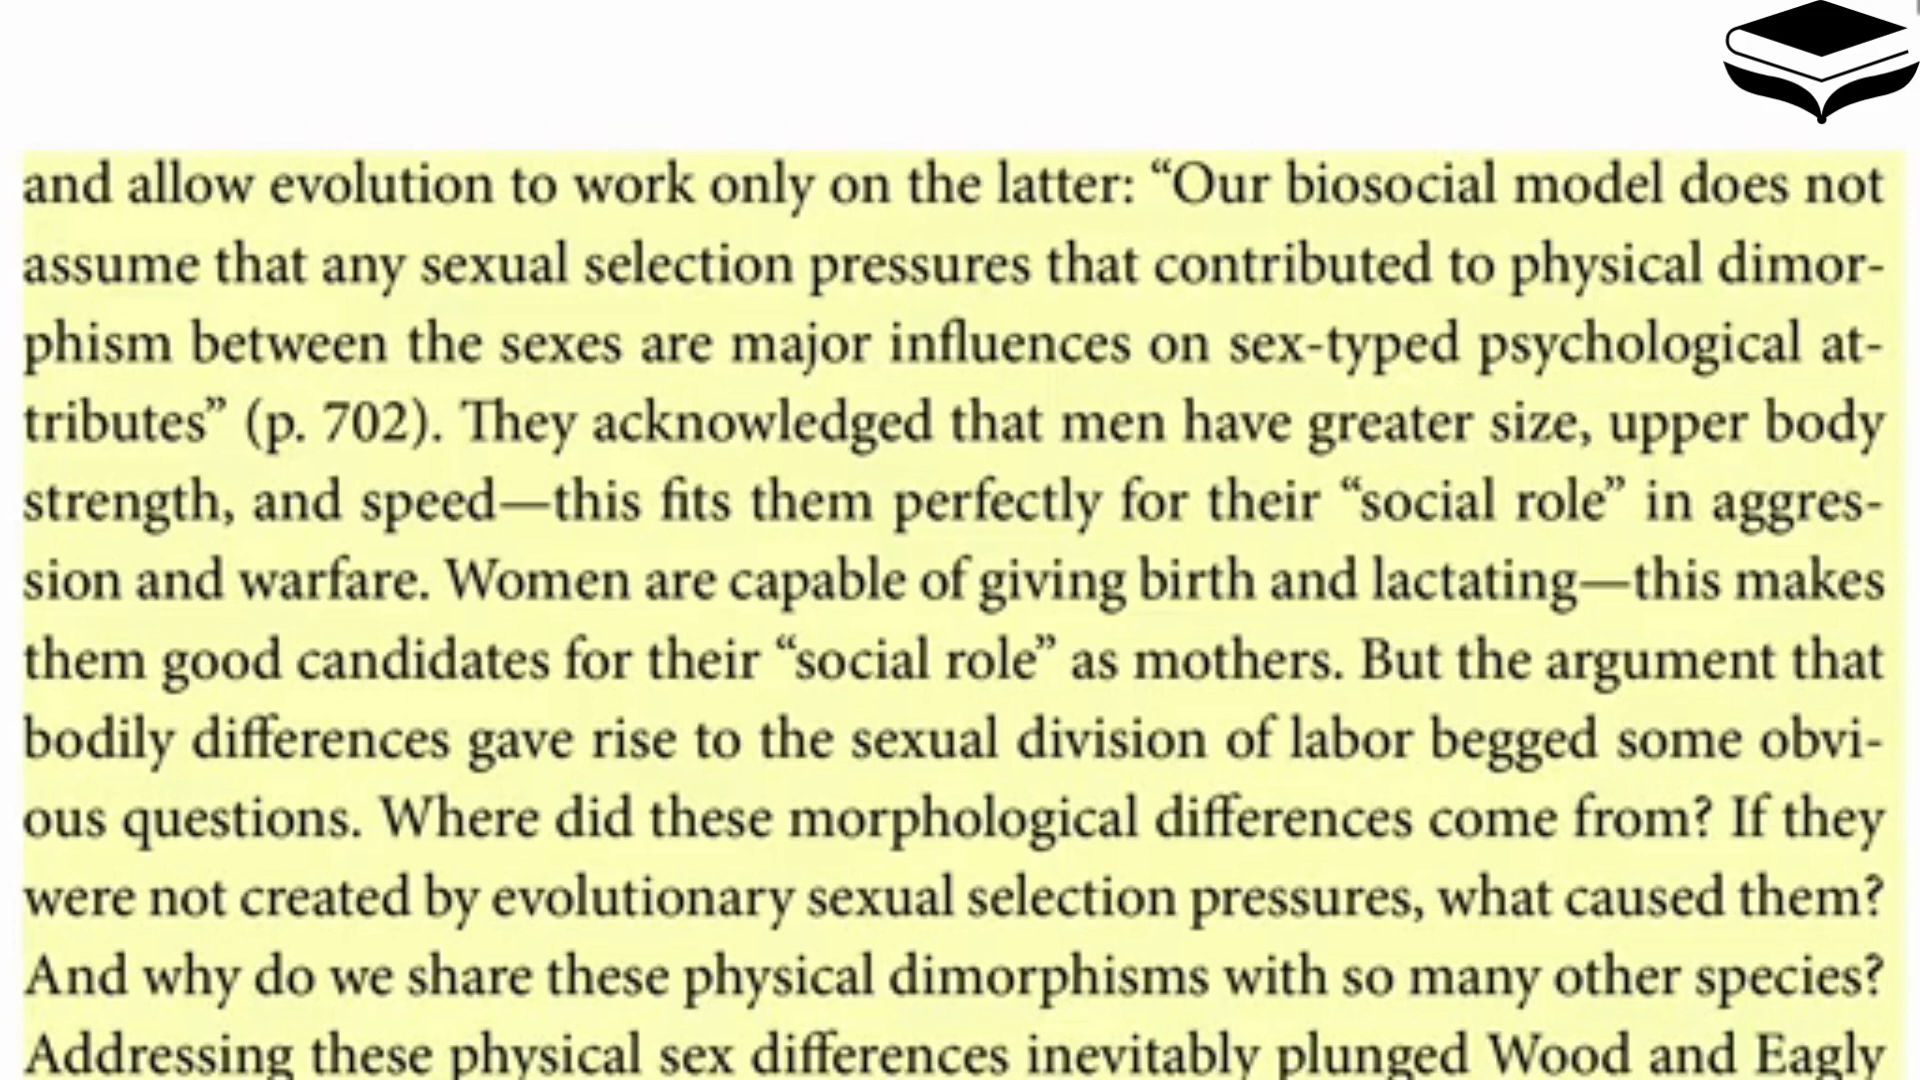 and allow evolution to work only on the latter: “Our biosocial model does not
assume that any sexual selection pressures that contributed to physical dimor-
phism between the sexes are major influences on sex-typed psychological at-
tributes” (p. 702). They acknowledged that men have greater size, upper body
strength, and speed—this fits them perfectly for their “social role” in aggres-
sion and warfare. Women are capable of giving birth and lactating—this makes
them good candidates for their “social role” as mothers. But the argument that
bodily differences gave rise to the sexual division of labor begged some obvi-
ous questions. Where did these morphological differences come from? If they
were not created by evolutionary sexual selection pressures, what caused them?
And why do we share these physical dimorphisms with so many other species?
Addressing these physical sex differences inevitably plunged Wood and Eagly